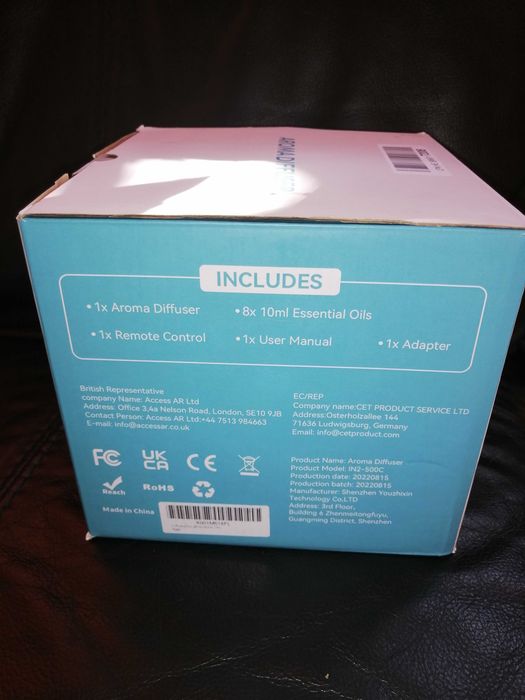 AROMA DIFFUSER
INCLUDES
• 1x Aroma Diffuser
• 8x 10ml Essential Oils
• 1x Remote Control
• 1x User Manual
• 1x Adapter
British Representative
company Name: Access AR Ltd
Address: Office 3,4a Nelson Road, London, SE10 9JB
Contact Person: Access AR Ltd:+44 7513 984663
E-mail: info@accessar.co.uk
EC/REP
Company name:CET PRODUCT SERVICE LTD
Address:Osterholzallee 144
71636 Ludwigsburg, Germany
Email: info@cetproduct.com
FC
UK
CA
CE
Reach
RoHS
Made in China
Product Name: Aroma Diffuser
Product Model: IN2-500C
Production date: 20220815
Production batch: 20220815
Manufacturer: Shenzhen Youzhixin
Technology Co,LTD
Address: 3rd Floor,
Building 6 Zhenmeitongfuyu,
Guangming District, Shenzhen